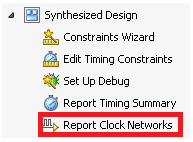 Synthesized Design
Constraints Wizard
Edit Timing Constraints
Set Up Debug
Report Timing Summary
Report Clock Networks